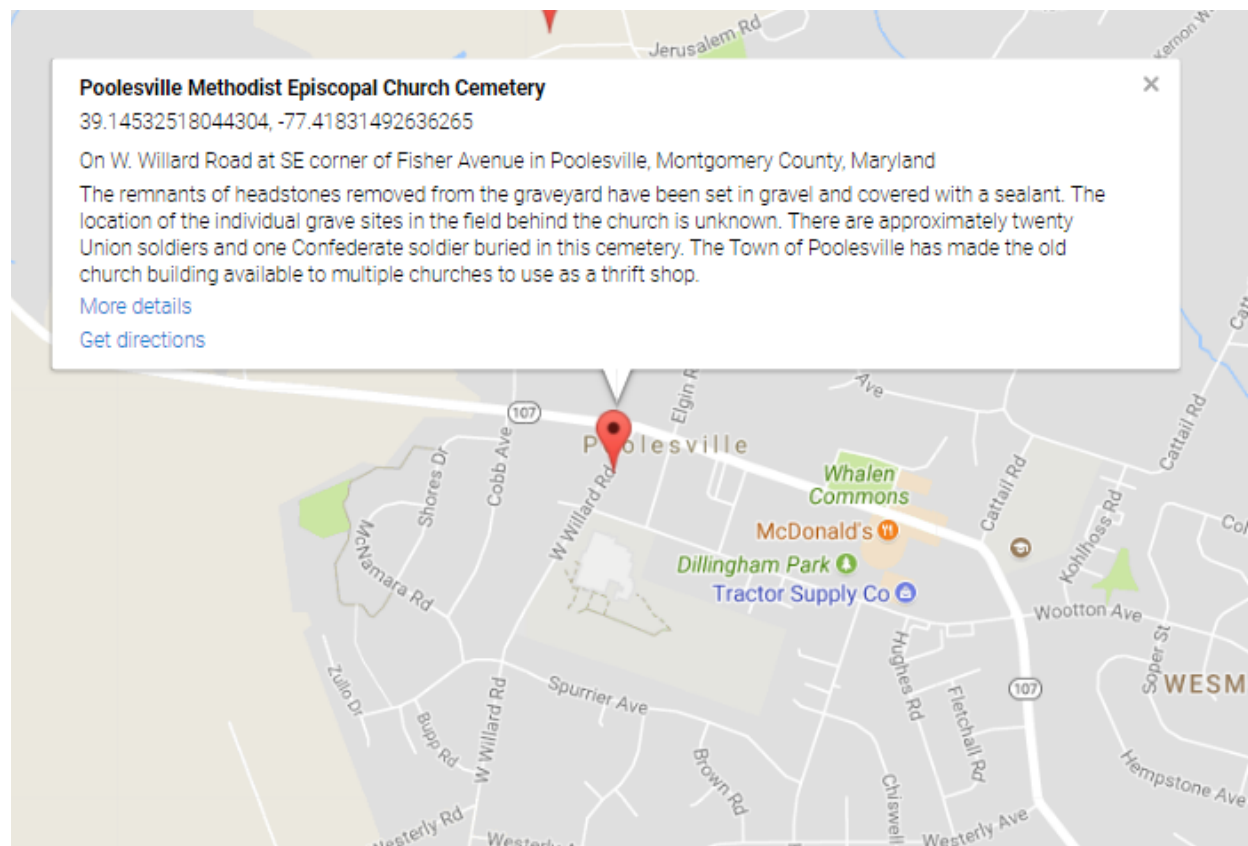 Jerusalem Rd
Poolesville Methodist Episcopal Church Cemetery
39.14532518044304, -77.41831492636265
On W. Willard Road at SE corner of Fisher Avenue in Poolesville, Montgomery County, Maryland
The remnants of headstones removed from the graveyard have been set in gravel and covered with a sealant. The
location of the individual grave sites in the field behind the church is unknown. There are approximately twenty
Union soldiers and one Confederate soldier buried in this cemetery. The Town of Poolesville has made the old
church building available to multiple churches to use as a thrift shop.
More details
Get directions
Elgin R
Ave
107
Poolesville
Cobb Ave
Shores Dr
W Willard Rd
Whalen
Commons
Cattail Rd
Cattail Rd
McDonald's
Kohlhoss Rd
McNamara Rd
Dillingham Park
Tractor Supply Co
Wootton Ave
Hughes Rd
Soper St
WESM
Zullo Dr
Spurrier Ave
107
Fletchall Rd
Bupp Rd
W Willard Rd
Brown Rd
Hempstone Ave
Chiswell
Westerly Ave
esterly Rd